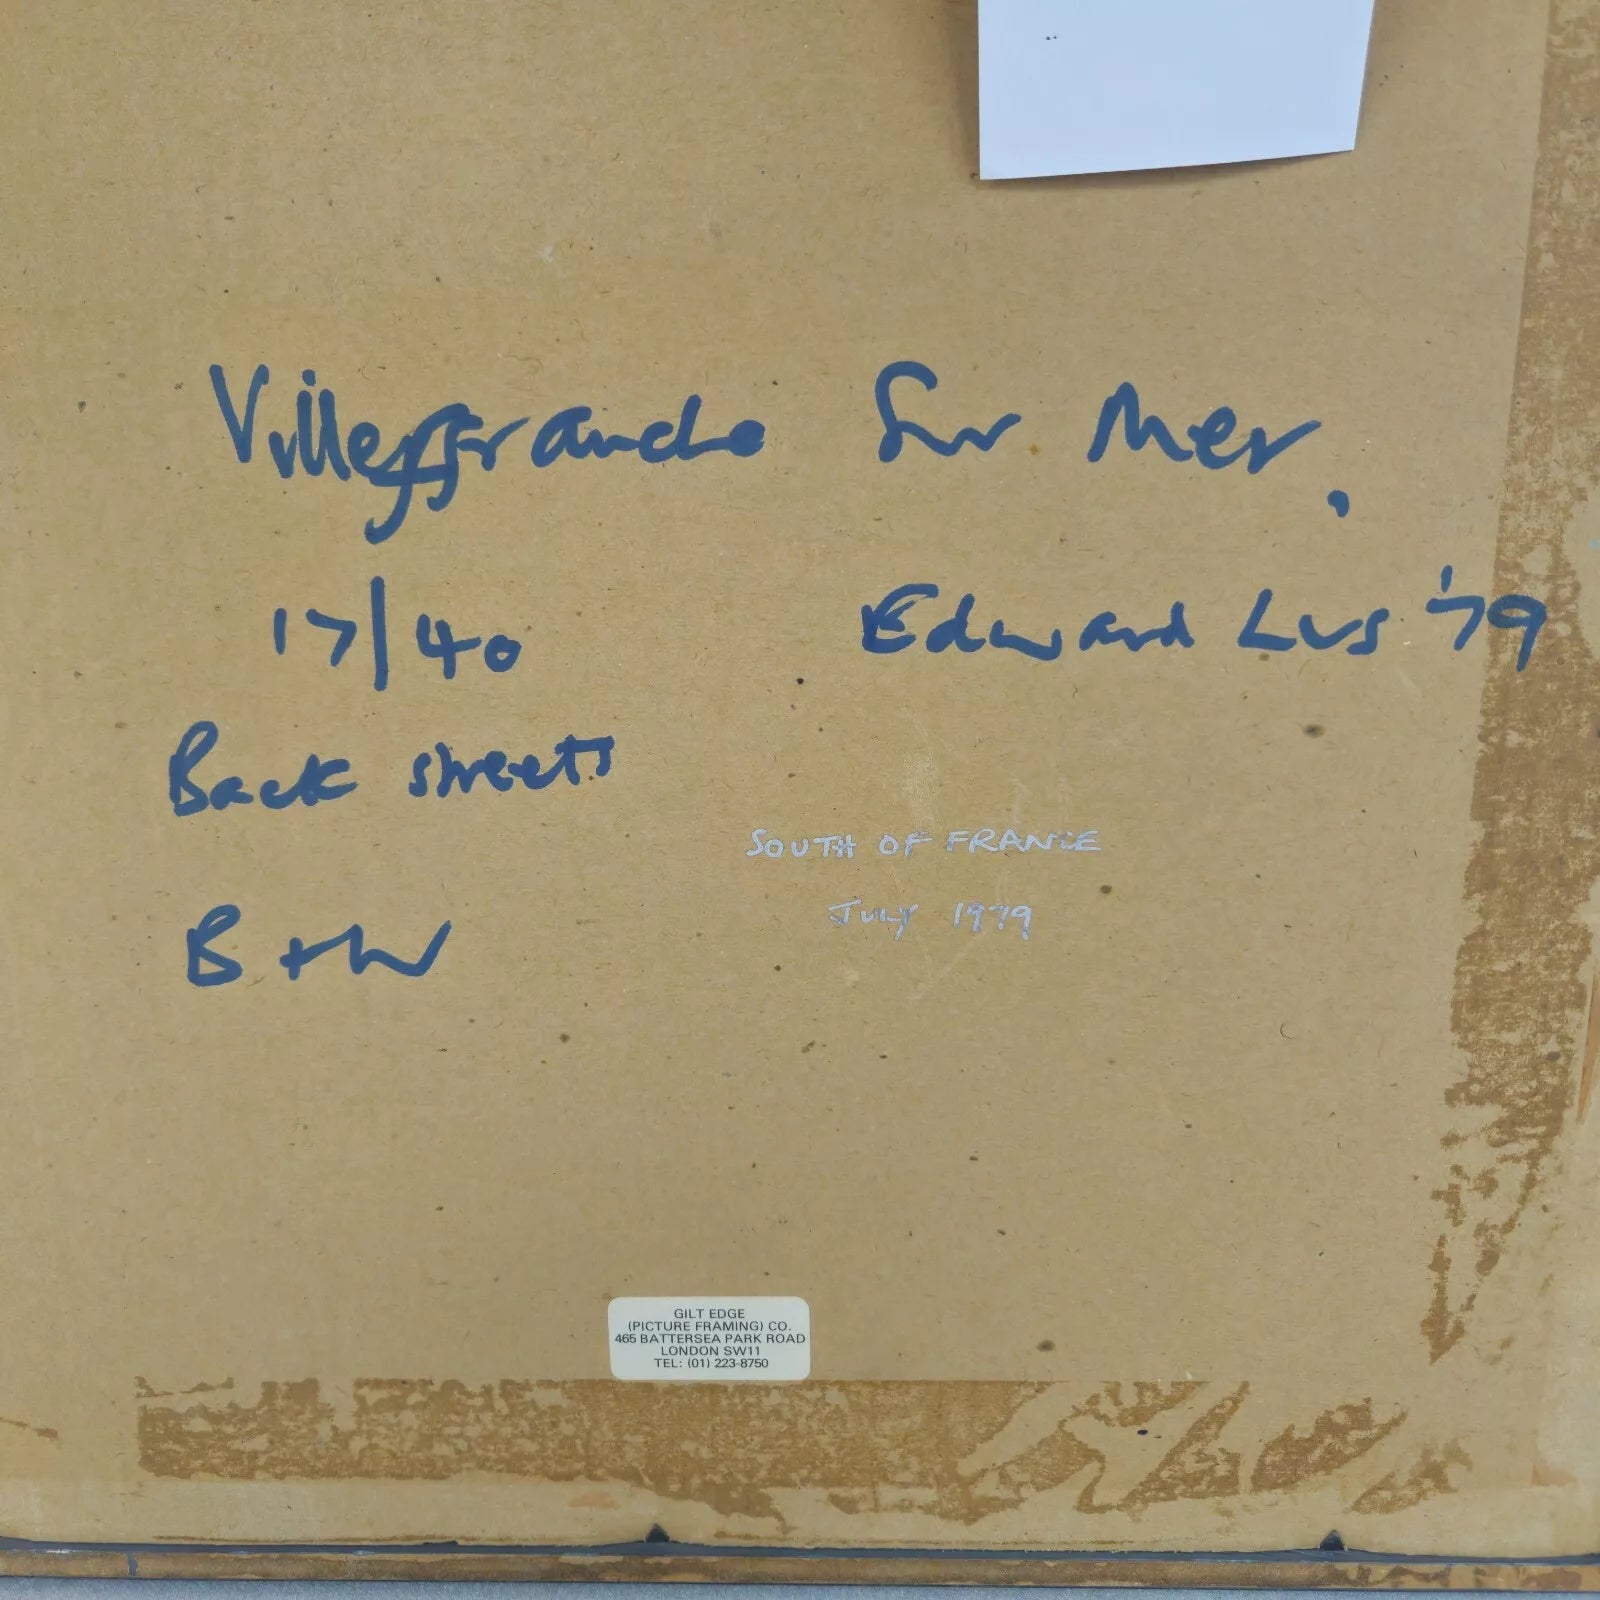 Villeffranche Sur Mer.
17/40 Edward Lus '79
Back streets
SOUTH OF FRANCE
JULY 1979
B + W
GILT EDGE
(PICTURE FRAMING) CO.
465 BATTERSEA PARK ROAD
LONDON SW11
TEL: (01) 223-8750